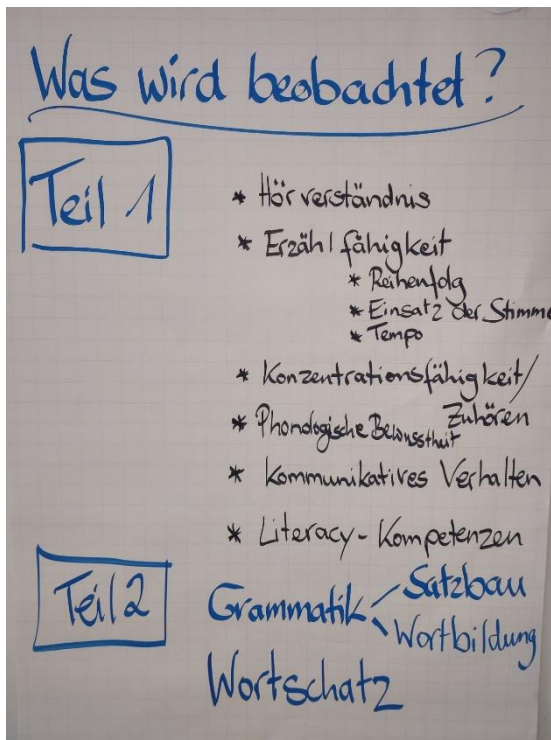 Was wird beobachtet?
Teil 1
* Hörverständnis
* Erzählfähigkeit
* Reihenfolg
* Einsatz der Stimme
* Tempo
* Konzentrationsfähigkeit/
Zuhören
* Phonologische Bewusstheit
* Kommunikatives Verhalten
* Literacy-Kompetenzen
Teil 2
Grammatik
Satzbau
Wortbildung
Wortschatz